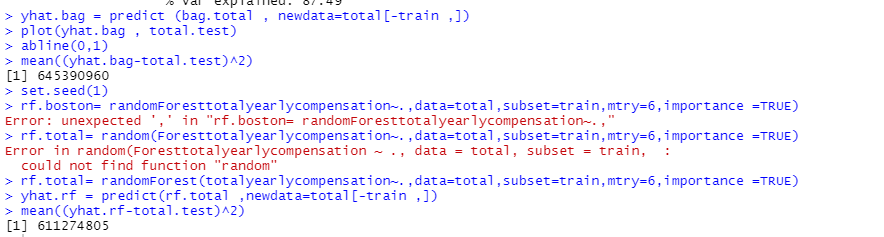 % Var explained: 87.49
> yhat.bag = predict (bag.total , newdata=total[-train ,])
> plot(yhat.bag , total.test)
> abline(0,1)
> mean((yhat.bag-total.test)^2)
[1] 645390960
> set.seed(1)
> rf.boston= randomForesttotalyearlycompensation~.,data=total,subset=train,mtry=6,importance =TRUE)
Error: unexpected ',' in "rf.boston= randomForesttotalyearlycompensation~.,"
> rf.total= random(Foresttotalyearlycompensation~.,data=total,subset=train,mtry=6,importance =TRUE)
Error in random(Foresttotalyearlycompensation ~ ., data = total, subset = train,  :
  could not find function "random"
> rf.total= randomForest(totalyearlycompensation~.,data=total,subset=train,mtry=6,importance =TRUE)
> yhat.rf = predict(rf.total ,newdata=total[-train ,])
> mean((yhat.rf-total.test)^2)
[1] 611274805